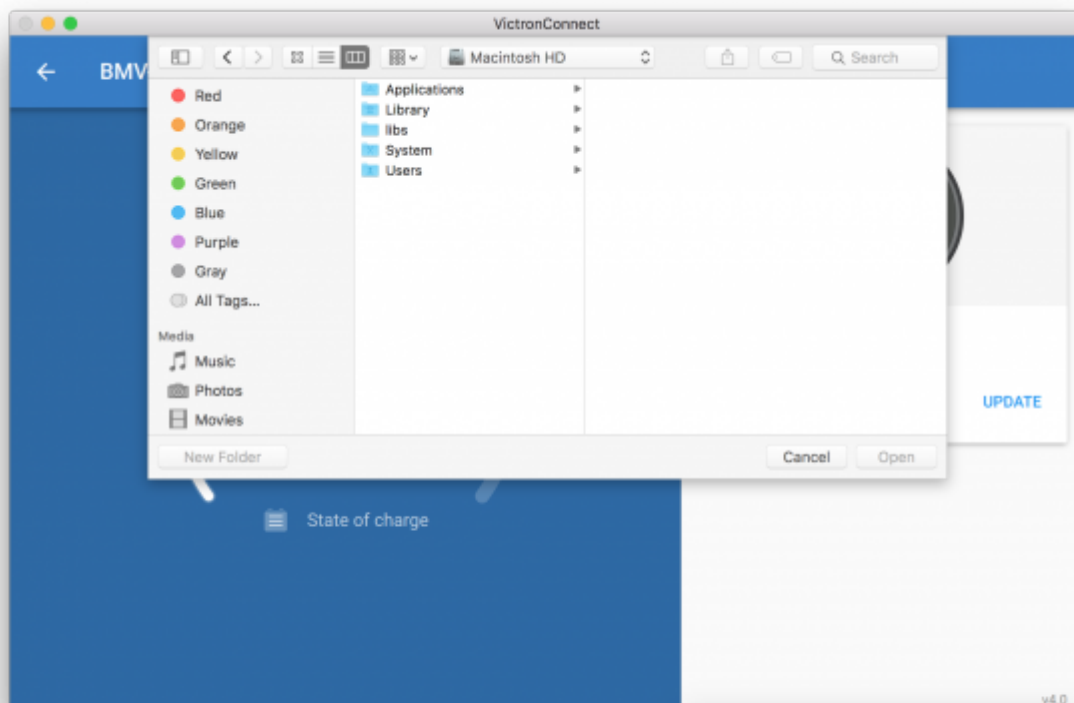 VictronConnect
BMV
Macintosh HD
Search
Red
Orange
Yellow
Green
Blue
Purple
Gray
All Tags...
Media
Music
Photos
Movies
Applications
Library
libs
System
Users
UPDATE
New Folder
Cancel
Open
State of charge
v4.0